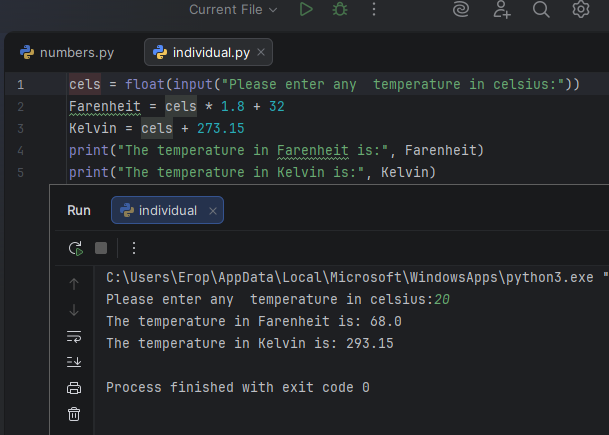 Current File
numbers.py individual.py
1 cels = float(input("Please enter any  temperature in celsius:"))
2 Farenheit = cels * 1.8 + 32
3 Kelvin = cels + 273.15
4 print("The temperature in Farenheit is:", Farenheit)
5 print("The temperature in Kelvin is:", Kelvin)
Run individual
C:\Users\Erop\AppData\Local\Microsoft\WindowsApps\python3.exe "
Please enter any  temperature in celsius:20
The temperature in Farenheit is: 68.0
The temperature in Kelvin is: 293.15
Process finished with exit code 0